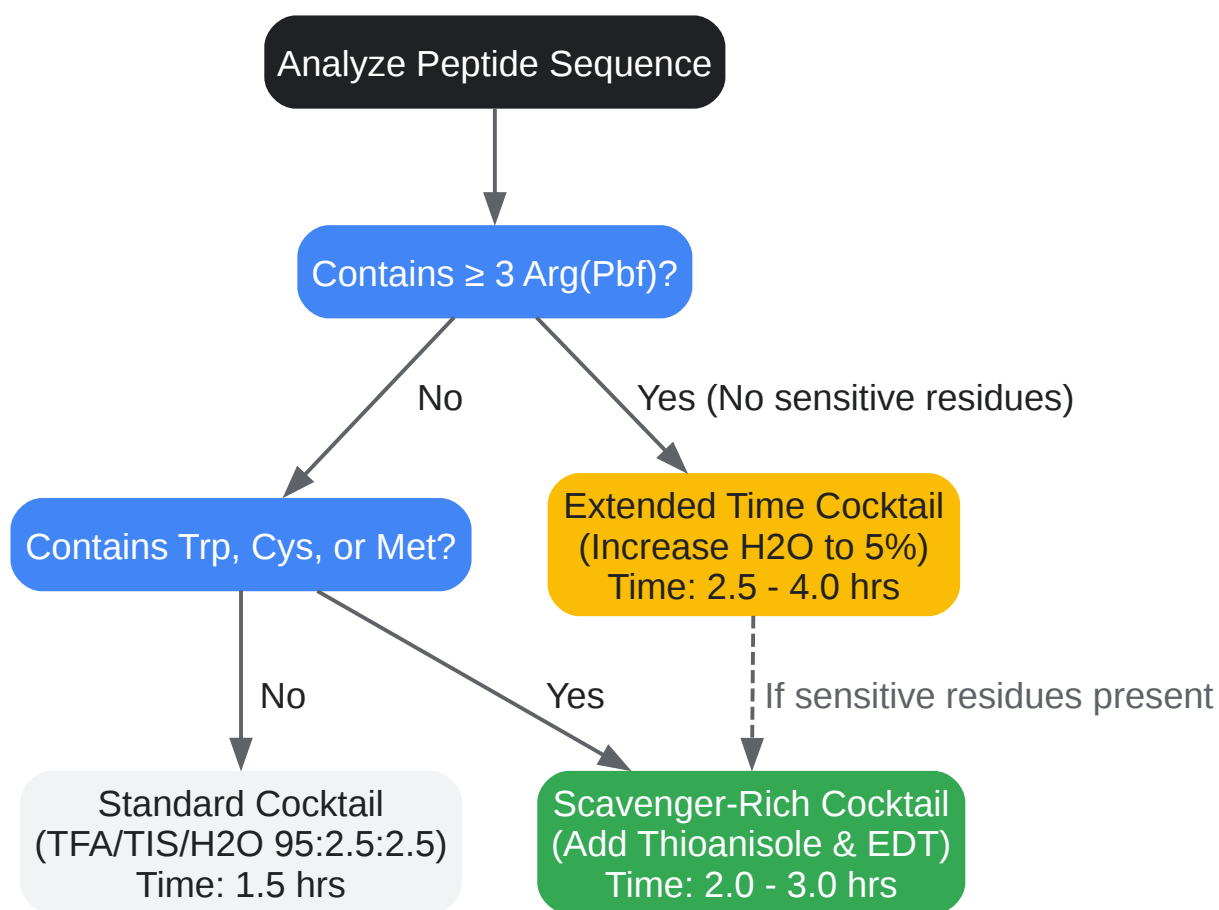 Analyze Peptide Sequence
Contains ≥ 3 Arg(Pbf)?
No
Yes (No sensitive residues)
Contains Trp, Cys, or Met?
Extended Time Cocktail
(Increase H2O to 5%)
Time: 2.5 - 4.0 hrs
No
Yes
If sensitive residues present
Standard Cocktail
(TFA/TIS/H2O 95:2.5:2.5)
Time: 1.5 hrs
Scavenger-Rich Cocktail
(Add Thioanisole & EDT)
Time: 2.0 - 3.0 hrs